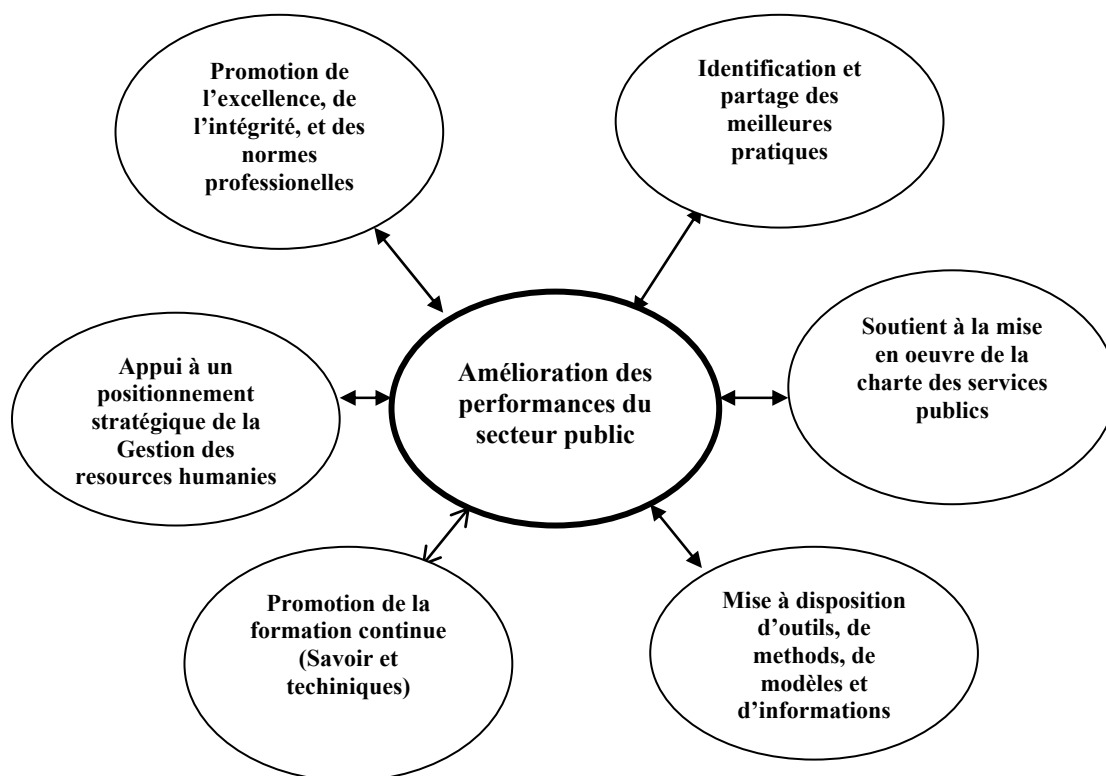 Promotion de
l’excellence, de
l’intégrité, et des
normes
professionelles
Identification et
partage des
meilleures
pratiques
Soutient à la mise
en oeuvre de la
charte des services
publics
Appui à un
positionnement
stratégique de la
Gestion des
resources humanies
Amélioration des
performances du
secteur public
Promotion de la
formation continue
(Savoir et
techiniques)
Mise à disposition
d’outils, de
methods, de
modèles et
d’informations